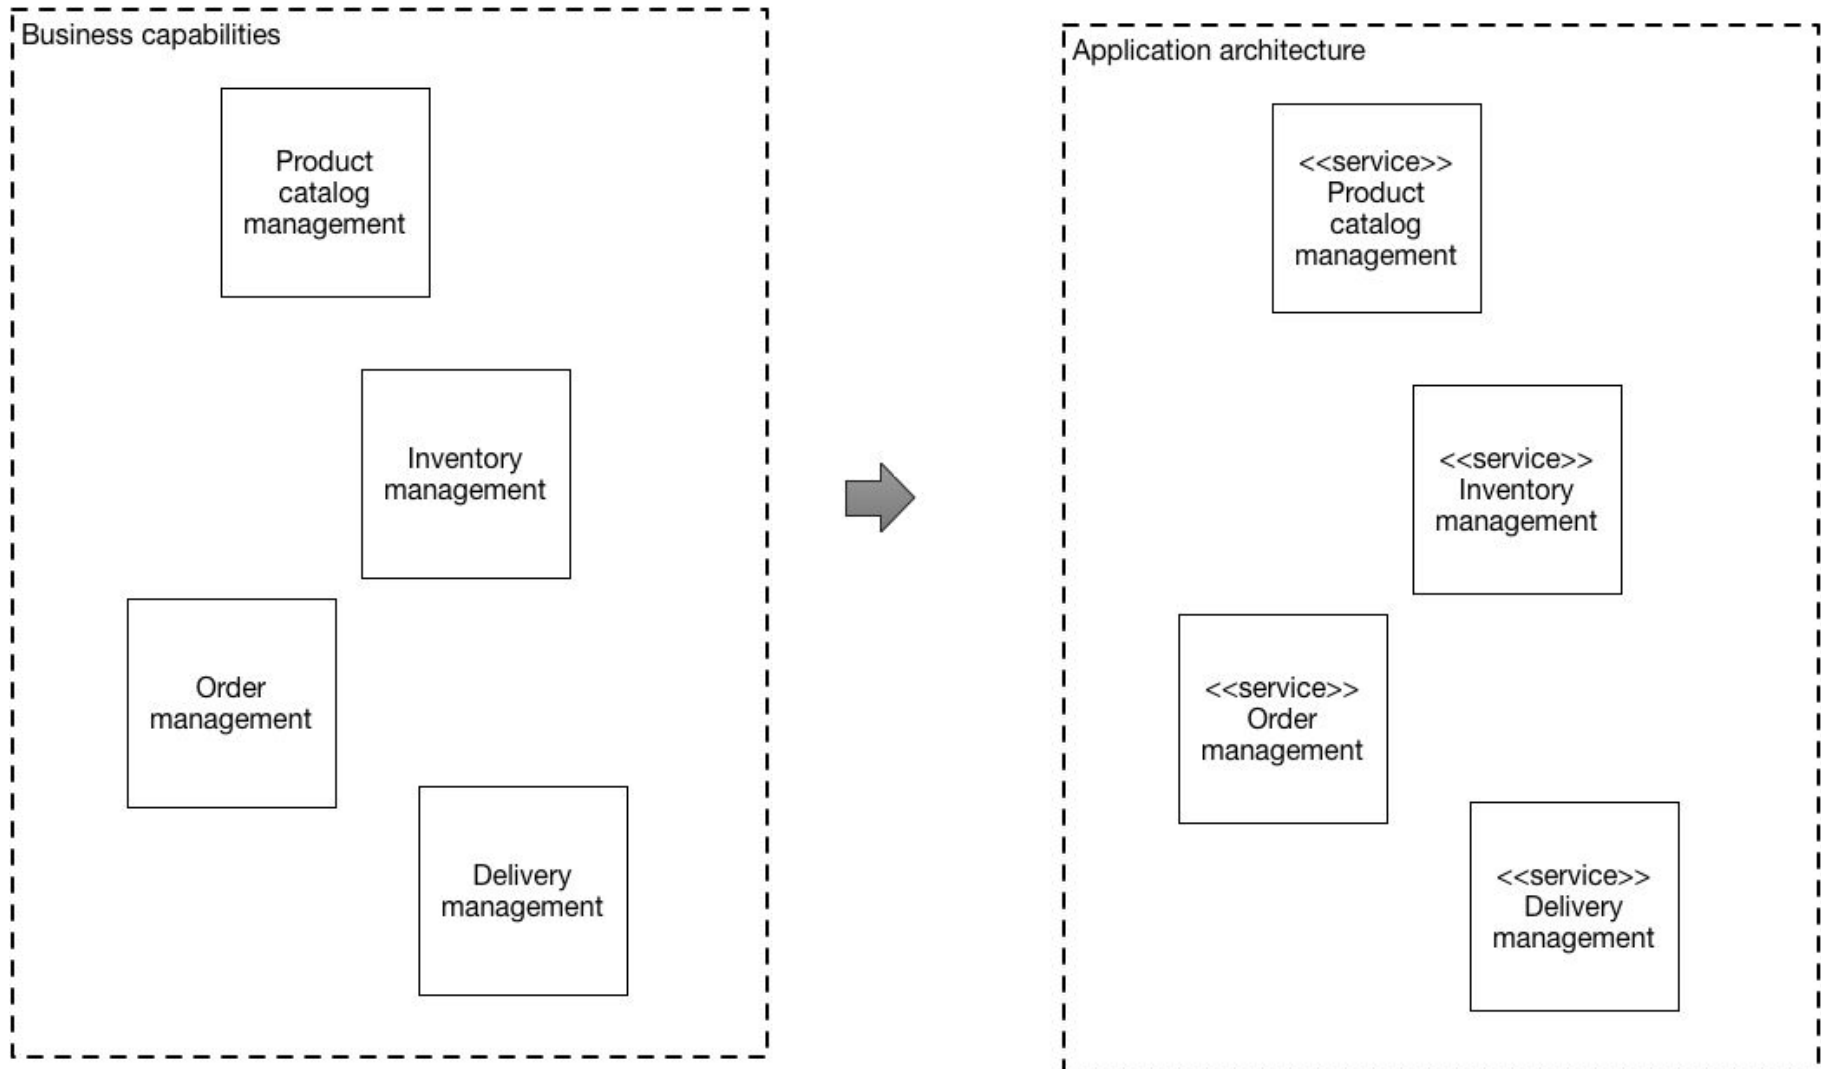 Business capabilities
Product
catalog
management
Inventory
management
Order
management
Delivery
management
Application architecture
<<service>>
Product
catalog
management
<<service>>
Inventory
management
<<service>>
Order
management
<<service>>
Delivery
management